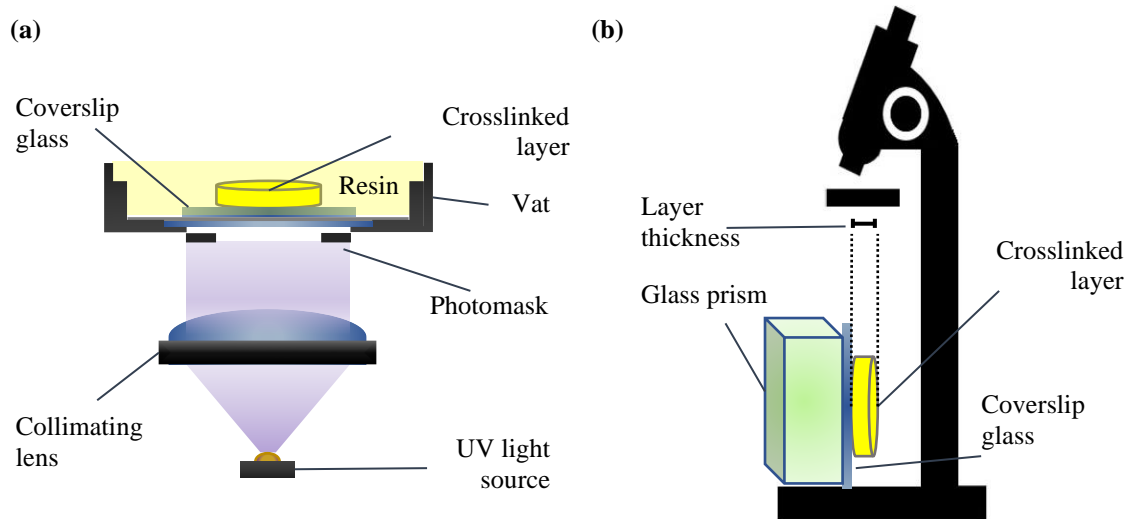 (a)
Coverslip
glass
Crosslinked
layer
Resin
Vat
Photomask
Collimating
lens
UV light
source
(b)
Layer
thickness
Crosslinked
layer
Glass prism
Coverslip
glass